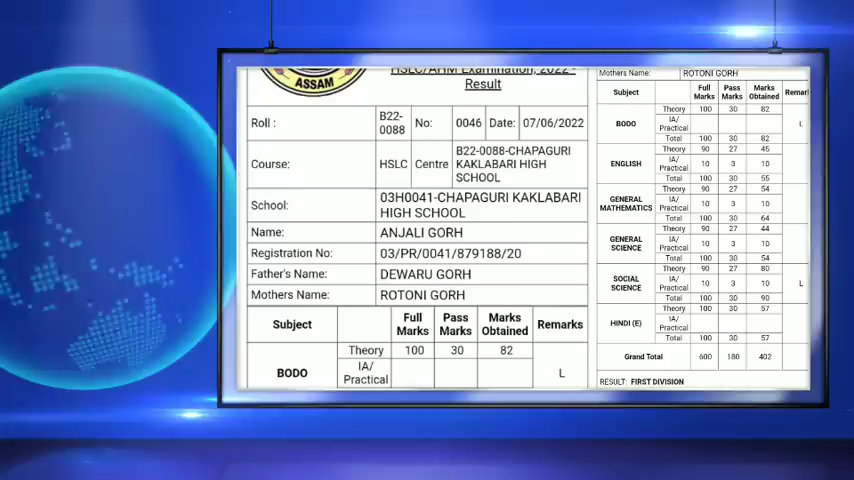 ASSAM
HSLC/AHM Examination, 2022 -
Result
Roll : B22-0088 No: 0046 Date: 07/06/2022
Course: HSLC Centre B22-0088-CHAPAGURI KAKLABARI HIGH SCHOOL
School: 03H0041-CHAPAGURI KAKLABARI HIGH SCHOOL
Name: ANJALI GORH
Registration No: 03/PR/0041/879188/20
Father's Name: DEWARU GORH
Mothers Name: ROTONI GORH
Subject Full Marks Pass Marks Marks Obtained Remarks
BODO Theory 100 30 82 L
IA/ Practical
Mothers Name: ROTONI GORH
Subject Full Marks Pass Marks Marks Obtained Remar
BODO Theory 100 30 82 L
IA/ Practical
Total 100 30 82
ENGLISH Theory 90 27 45
IA/ Practical 10 3 10
Total 100 30 55
GENERAL MATHEMATICS Theory 90 27 54
IA/ Practical 10 3 10
Total 100 30 64
GENERAL SCIENCE Theory 90 27 44
IA/ Practical 10 3 10
Total 100 30 54
SOCIAL SCIENCE Theory 90 27 80 L
IA/ Practical 10 3 10
Total 100 30 90
HINDI (E) Theory 100 30 57
IA/ Practical
Total 100 30 57
Grand Total 600 180 402
RESULT: FIRST DIVISION